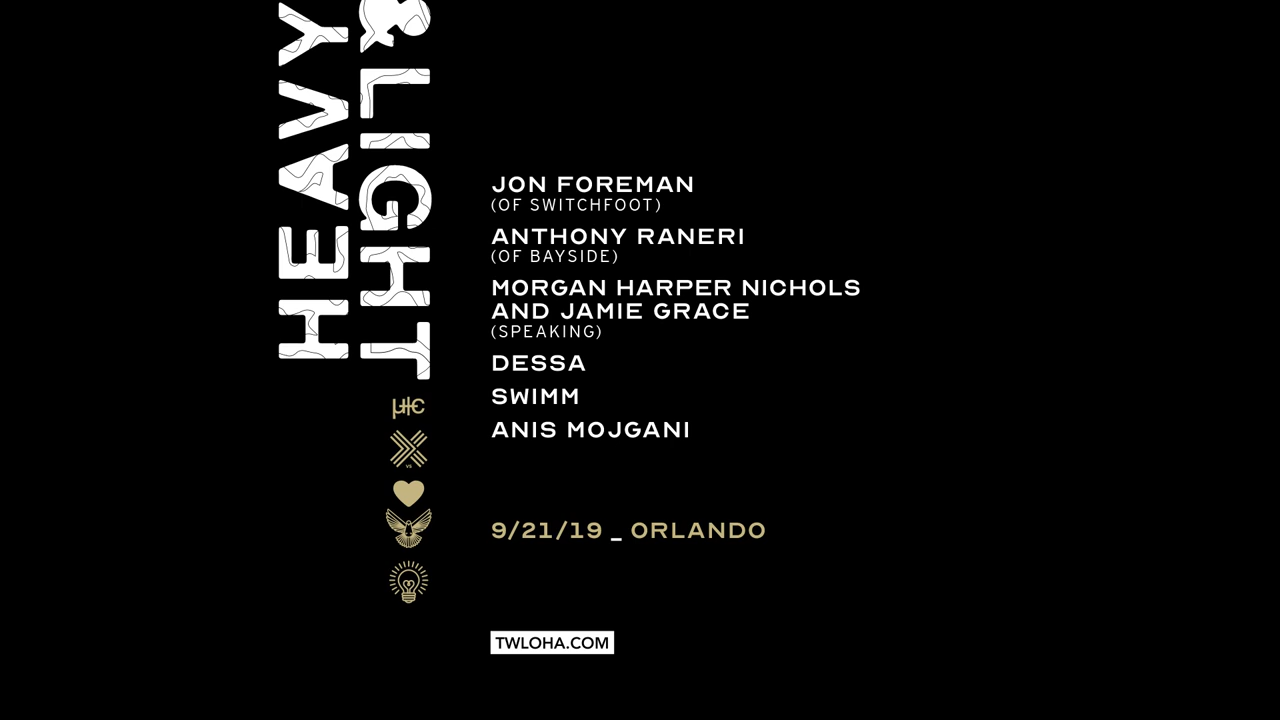 HEAVY
& LIGHT
JON FOREMAN
(OF SWITCHFOOT)
ANTHONY RANERI
(OF BAYSIDE)
MORGAN HARPER NICHOLS
AND JAMIE GRACE
(SPEAKING)
DESSA
SWIMM
ANIS MOJGANI
VS
9/21/19 _ ORLANDO
TWLOHA.COM